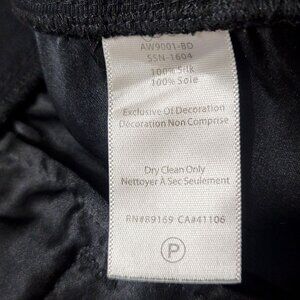 AW9001-BD
SSN-1604
100% Silk
100% Soie
Exclusive Of Decoration
Décoration Non Comprise
Dry Clean Only
Nettoyer A Sec Seulement
RN#89169 CA#41106
P